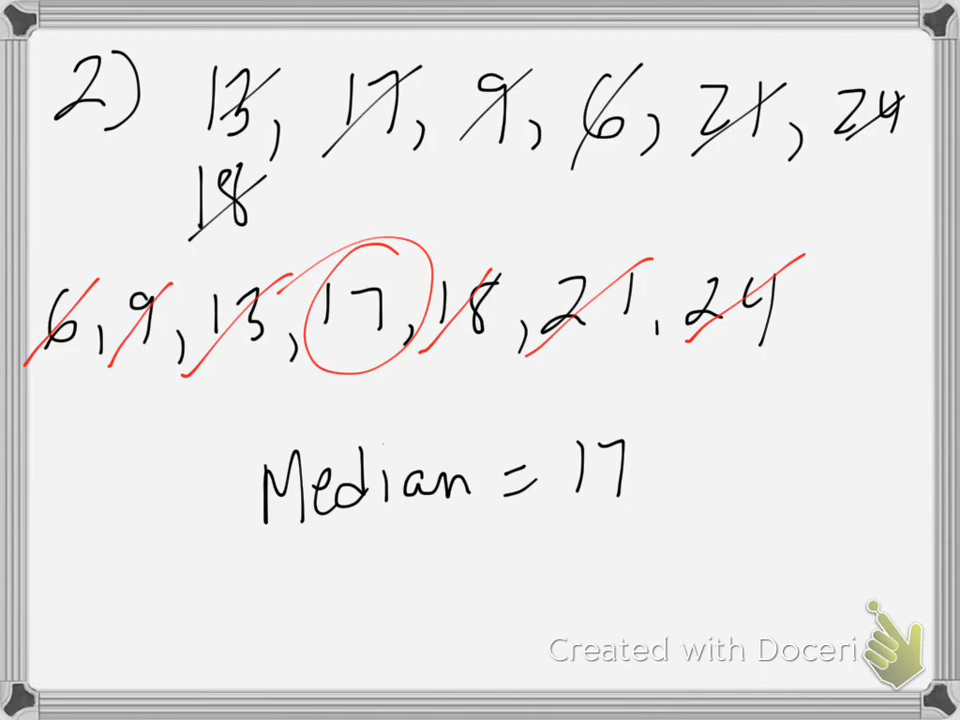 2) 13, 17, 9, 6, 21, 24
18
6, 9, 13, 17, 18, 21, 24
Median = 17
Created with Doceri